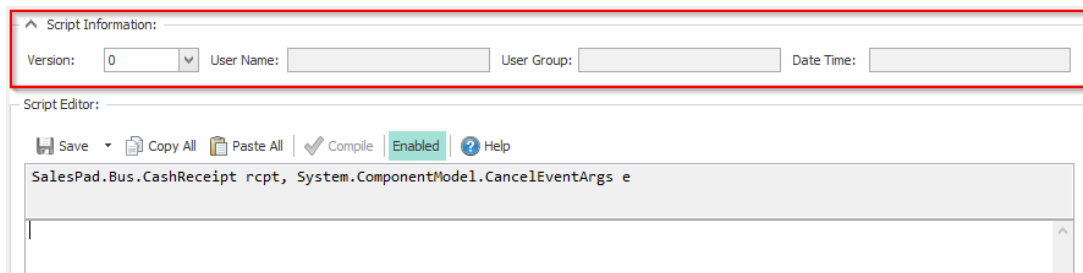 Script Information:
Version: 0 User Name: User Group: Date Time:
Script Editor:
Save Copy All Paste All Compile Enabled ? Help
SalesPad.Bus.CashReceipt rcpt, System.ComponentModel.CancelEventArgs e